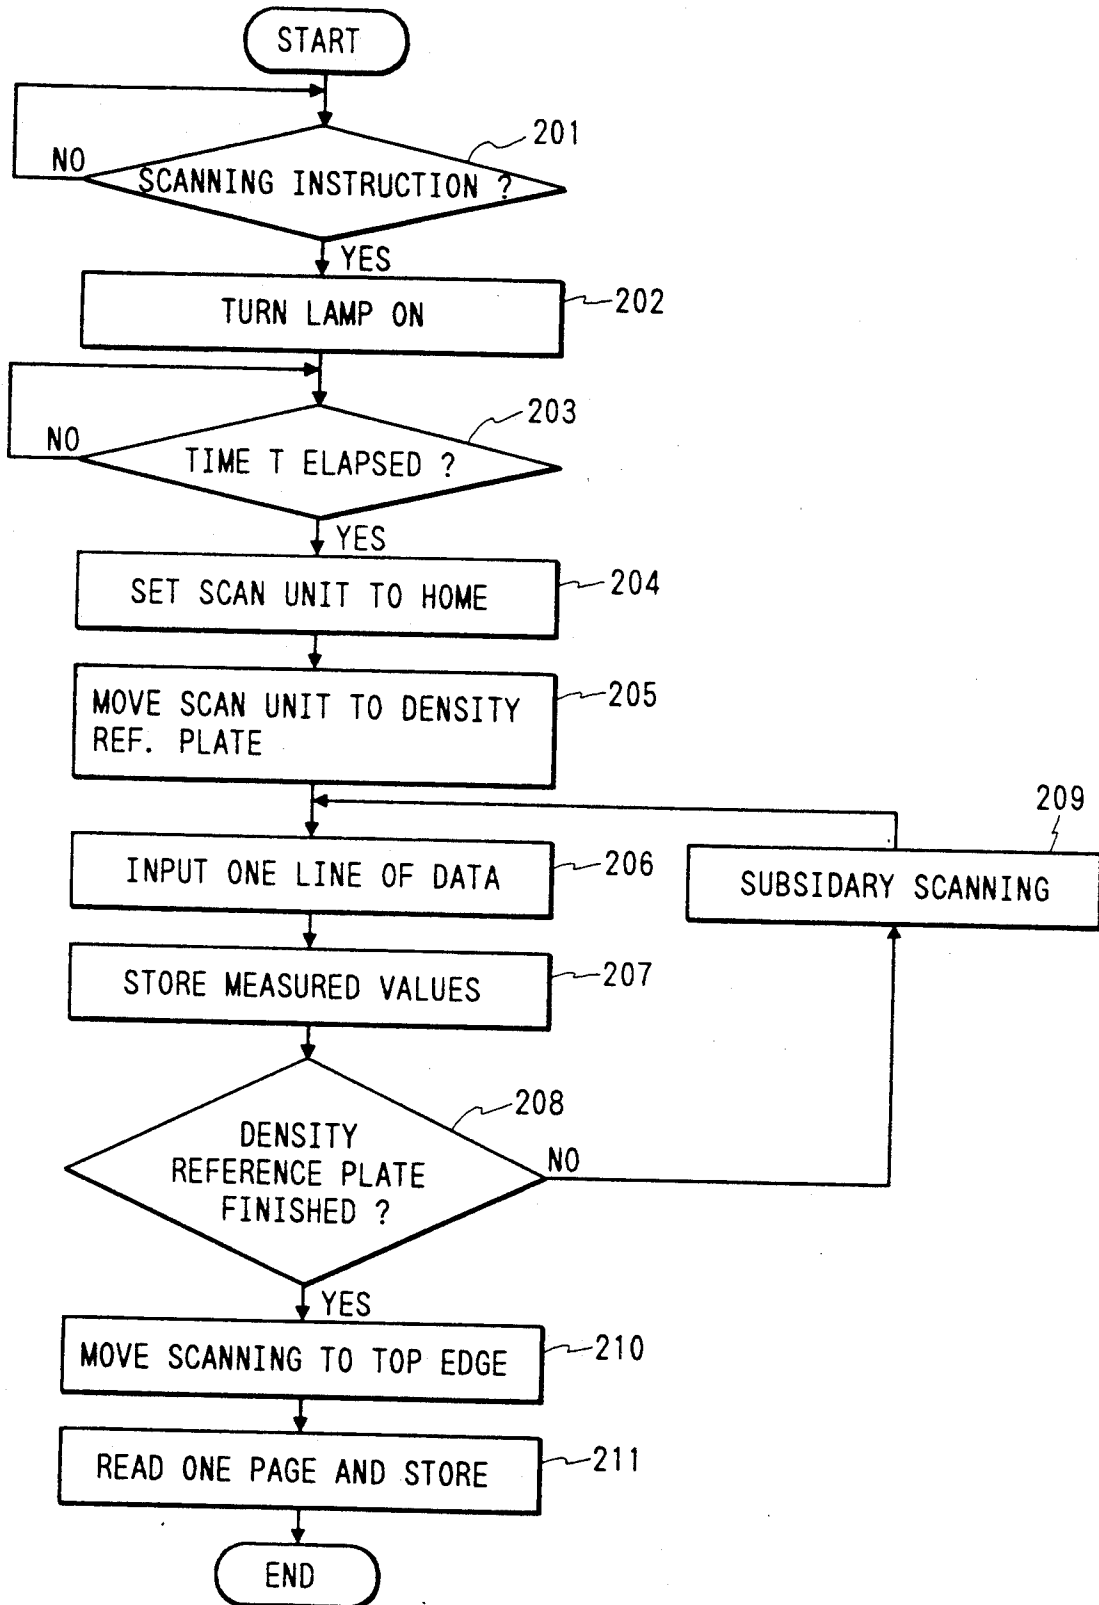 START
201
NO
SCANNING INSTRUCTION ?
YES
TURN LAMP ON
202
203
NO
TIME T ELAPSED ?
YES
SET SCAN UNIT TO HOME
204
MOVE SCAN UNIT TO DENSITY
REF. PLATE
205
INPUT ONE LINE OF DATA
206
209
SUBSIDARY SCANNING
STORE MEASURED VALUES
207
208
DENSITY
REFERENCE PLATE
FINISHED ?
NO
YES
MOVE SCANNING TO TOP EDGE
210
READ ONE PAGE AND STORE
211
END